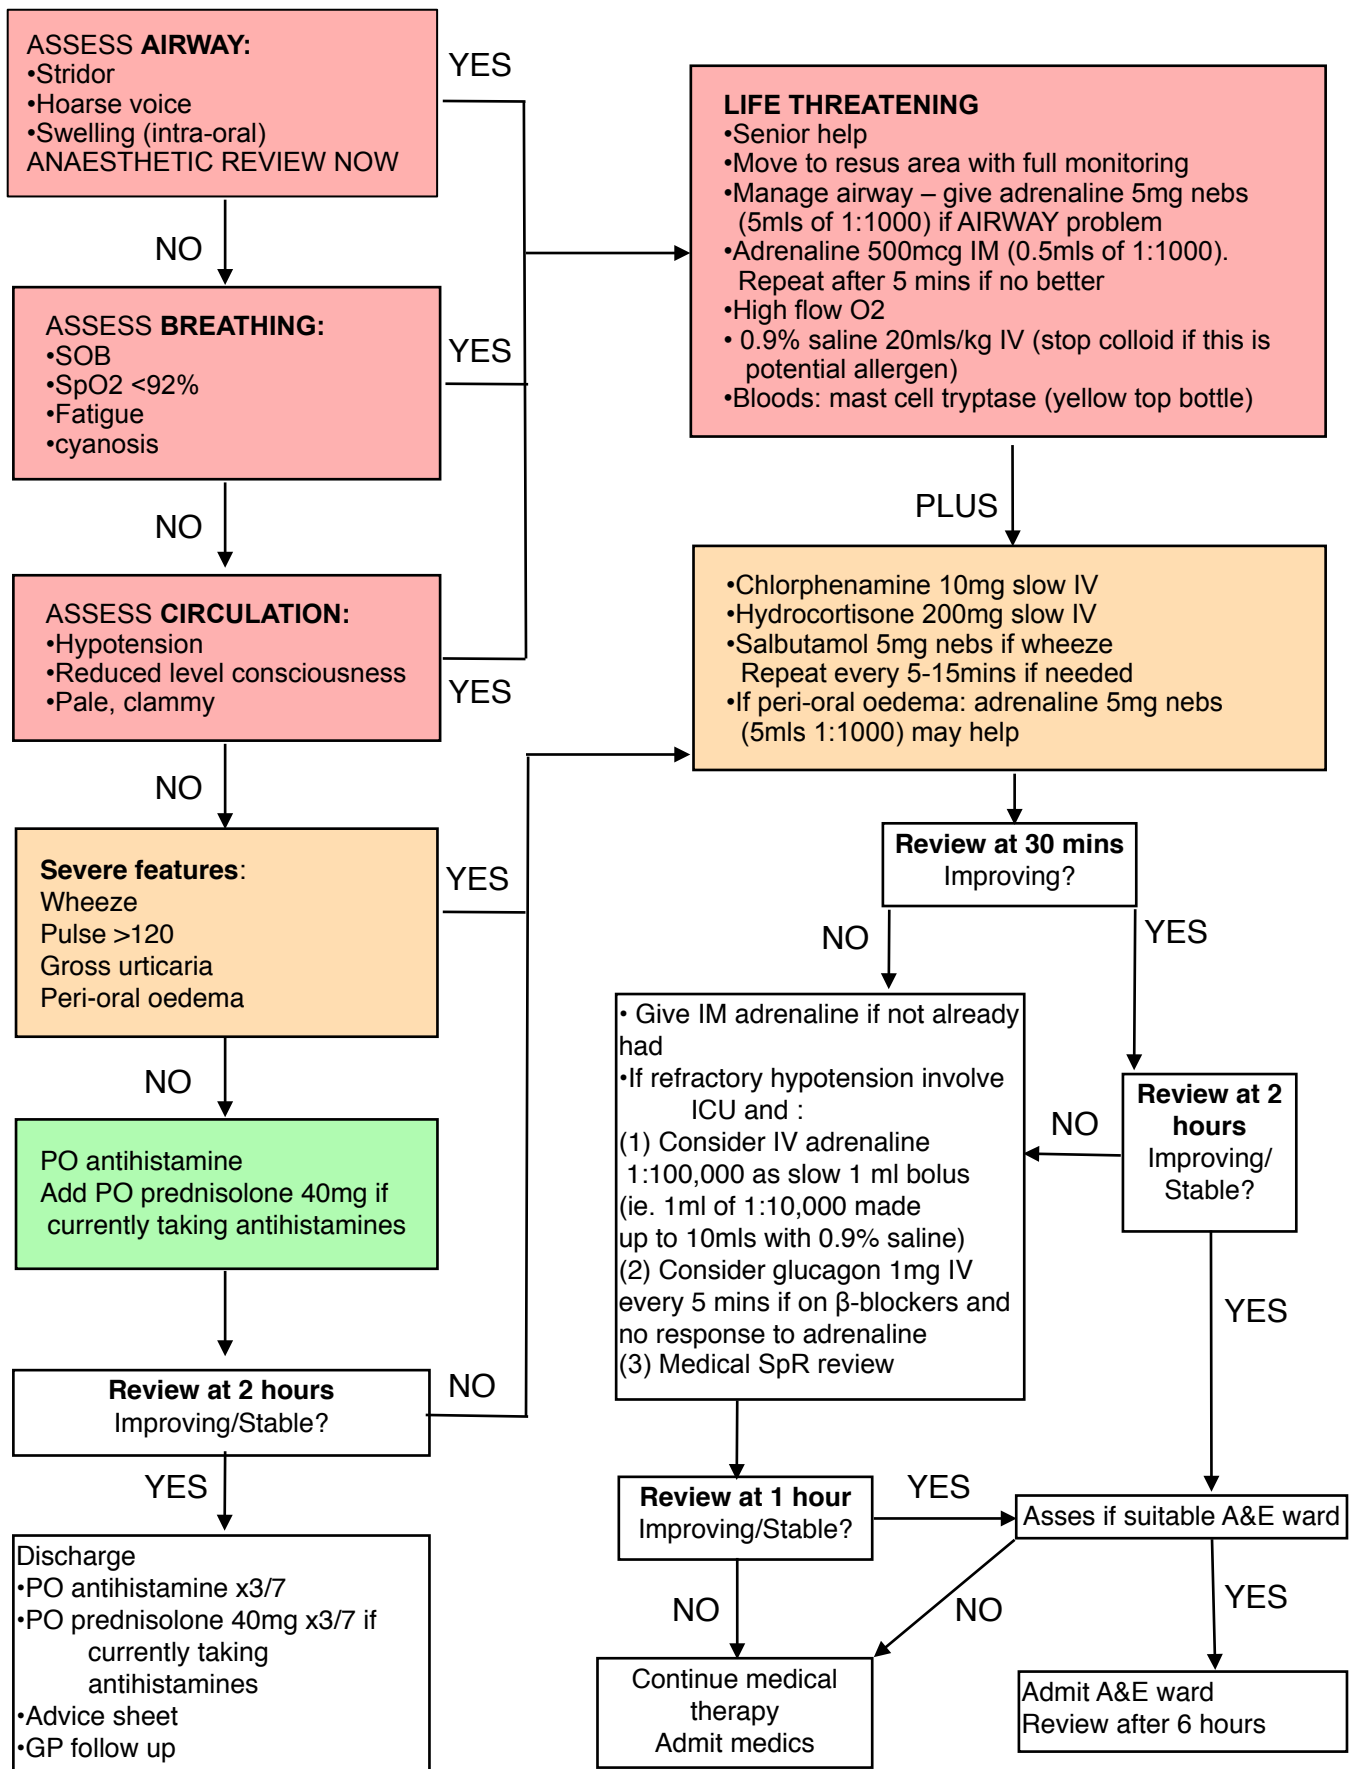 ASSESS AIRWAY:
•Stridor
•Hoarse voice
•Swelling (intra-oral)
ANAESTHETIC REVIEW NOW
YES
NO
ASSESS BREATHING:
•SOB
•SpO2 <92%
•Fatigue
•cyanosis
YES
NO
ASSESS CIRCULATION:
•Hypotension
•Reduced level consciousness
•Pale, clammy
YES
NO
Severe features:
Wheeze
Pulse >120
Gross urticaria
Peri-oral oedema
YES
NO
PO antihistamine
Add PO prednisolone 40mg if
currently taking antihistamines
Review at 2 hours
Improving/Stable?
NO
YES
Discharge
•PO antihistamine x3/7
•PO prednisolone 40mg x3/7 if
currently taking
antihistamines
•Advice sheet
•GP follow up
LIFE THREATENING
•Senior help
•Move to resus area with full monitoring
•Manage airway – give adrenaline 5mg nebs
(5mls of 1:1000) if AIRWAY problem
•Adrenaline 500mcg IM (0.5mls of 1:1000).
Repeat after 5 mins if no better
•High flow O2
• 0.9% saline 20mls/kg IV (stop colloid if this is
potential allergen)
•Bloods: mast cell tryptase (yellow top bottle)
PLUS
•Chlorphenamine 10mg slow IV
•Hydrocortisone 200mg slow IV
•Salbutamol 5mg nebs if wheeze
Repeat every 5-15mins if needed
•If peri-oral oedema: adrenaline 5mg nebs
(5mls 1:1000) may help
Review at 30 mins
Improving?
NO
YES
• Give IM adrenaline if not already
had
•If refractory hypotension involve
ICU and :
(1) Consider IV adrenaline
1:100,000 as slow 1 ml bolus
(ie. 1ml of 1:10,000 made
up to 10mls with 0.9% saline)
(2) Consider glucagon 1mg IV
every 5 mins if on β-blockers and
no response to adrenaline
(3) Medical SpR review
Review at 2
hours
Improving/
Stable?
NO
YES
Review at 1 hour
Improving/Stable?
YES
NO
Asses if suitable A&E ward
NO
YES
Continue medical
therapy
Admit medics
Admit A&E ward
Review after 6 hours